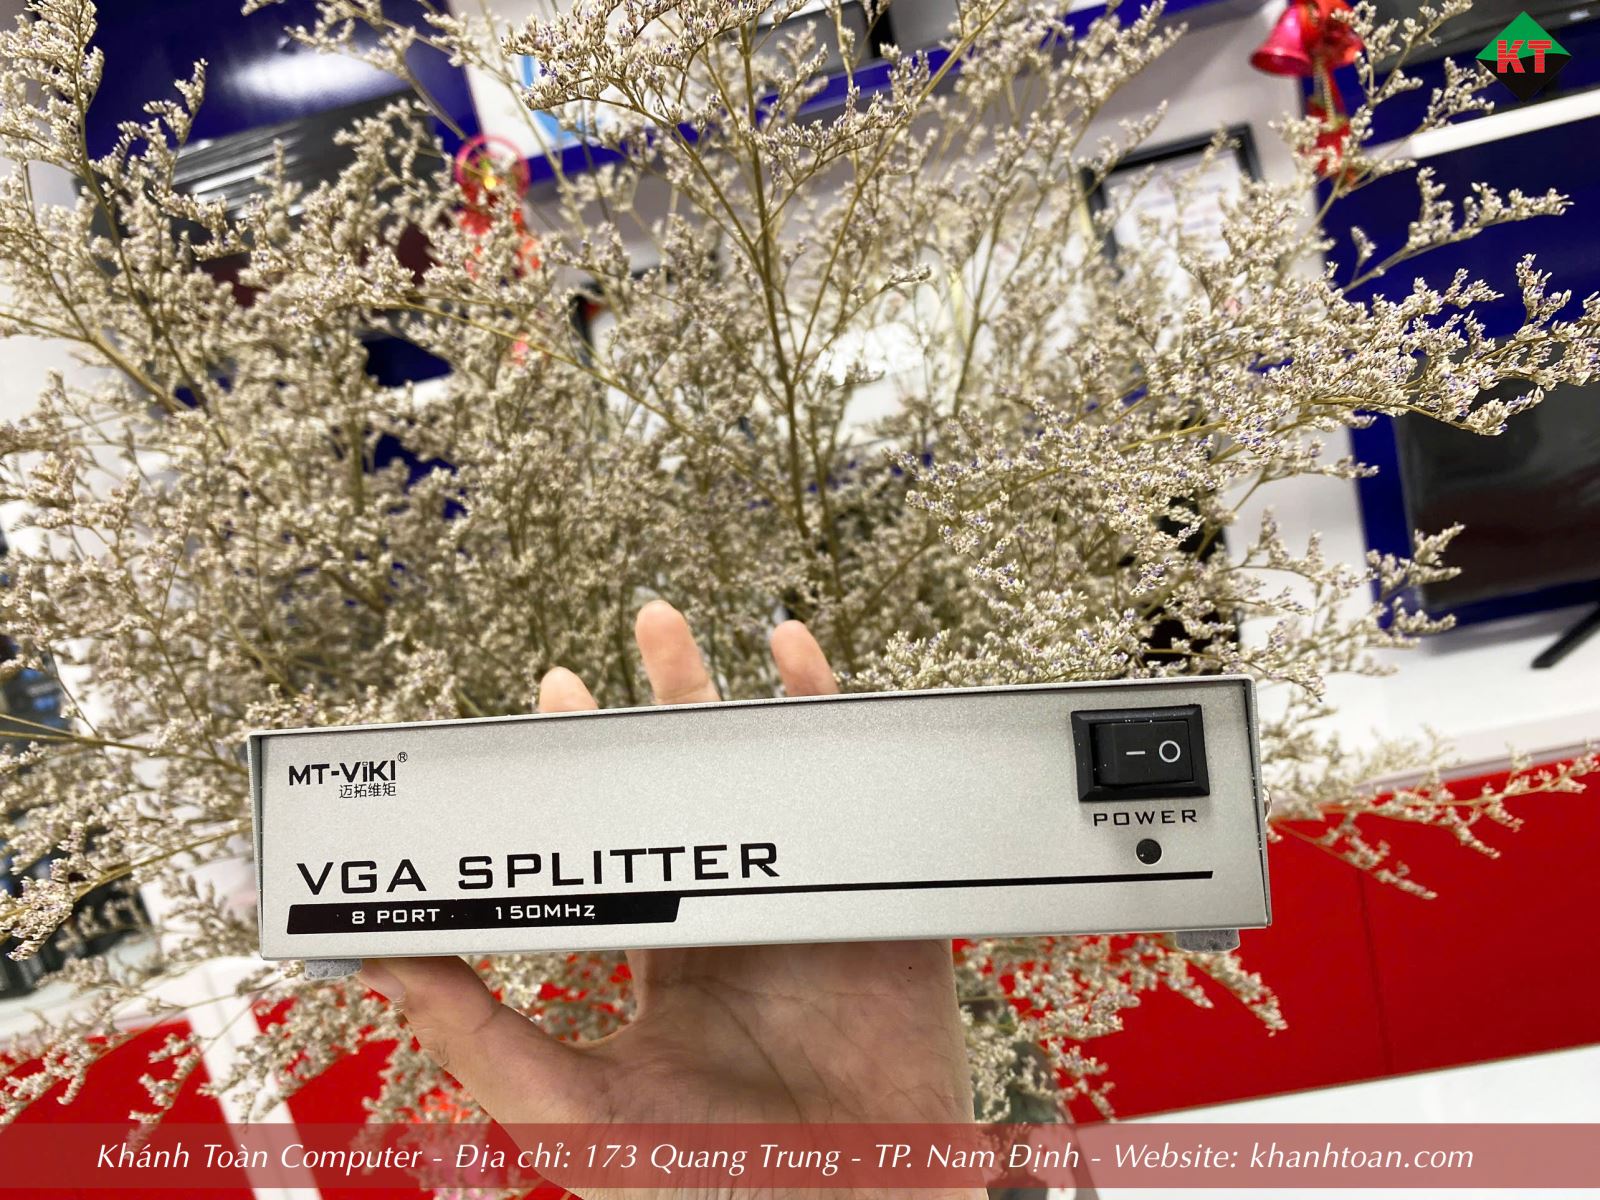 KT
MT-ViKI®
迈拓维矩
VGA SPLITTER
8 PORT · 150MHz
— O
POWER
Khánh Toàn Computer - Địa chỉ: 173 Quang Trung - TP. Nam Định - Website: khanhtoan.com